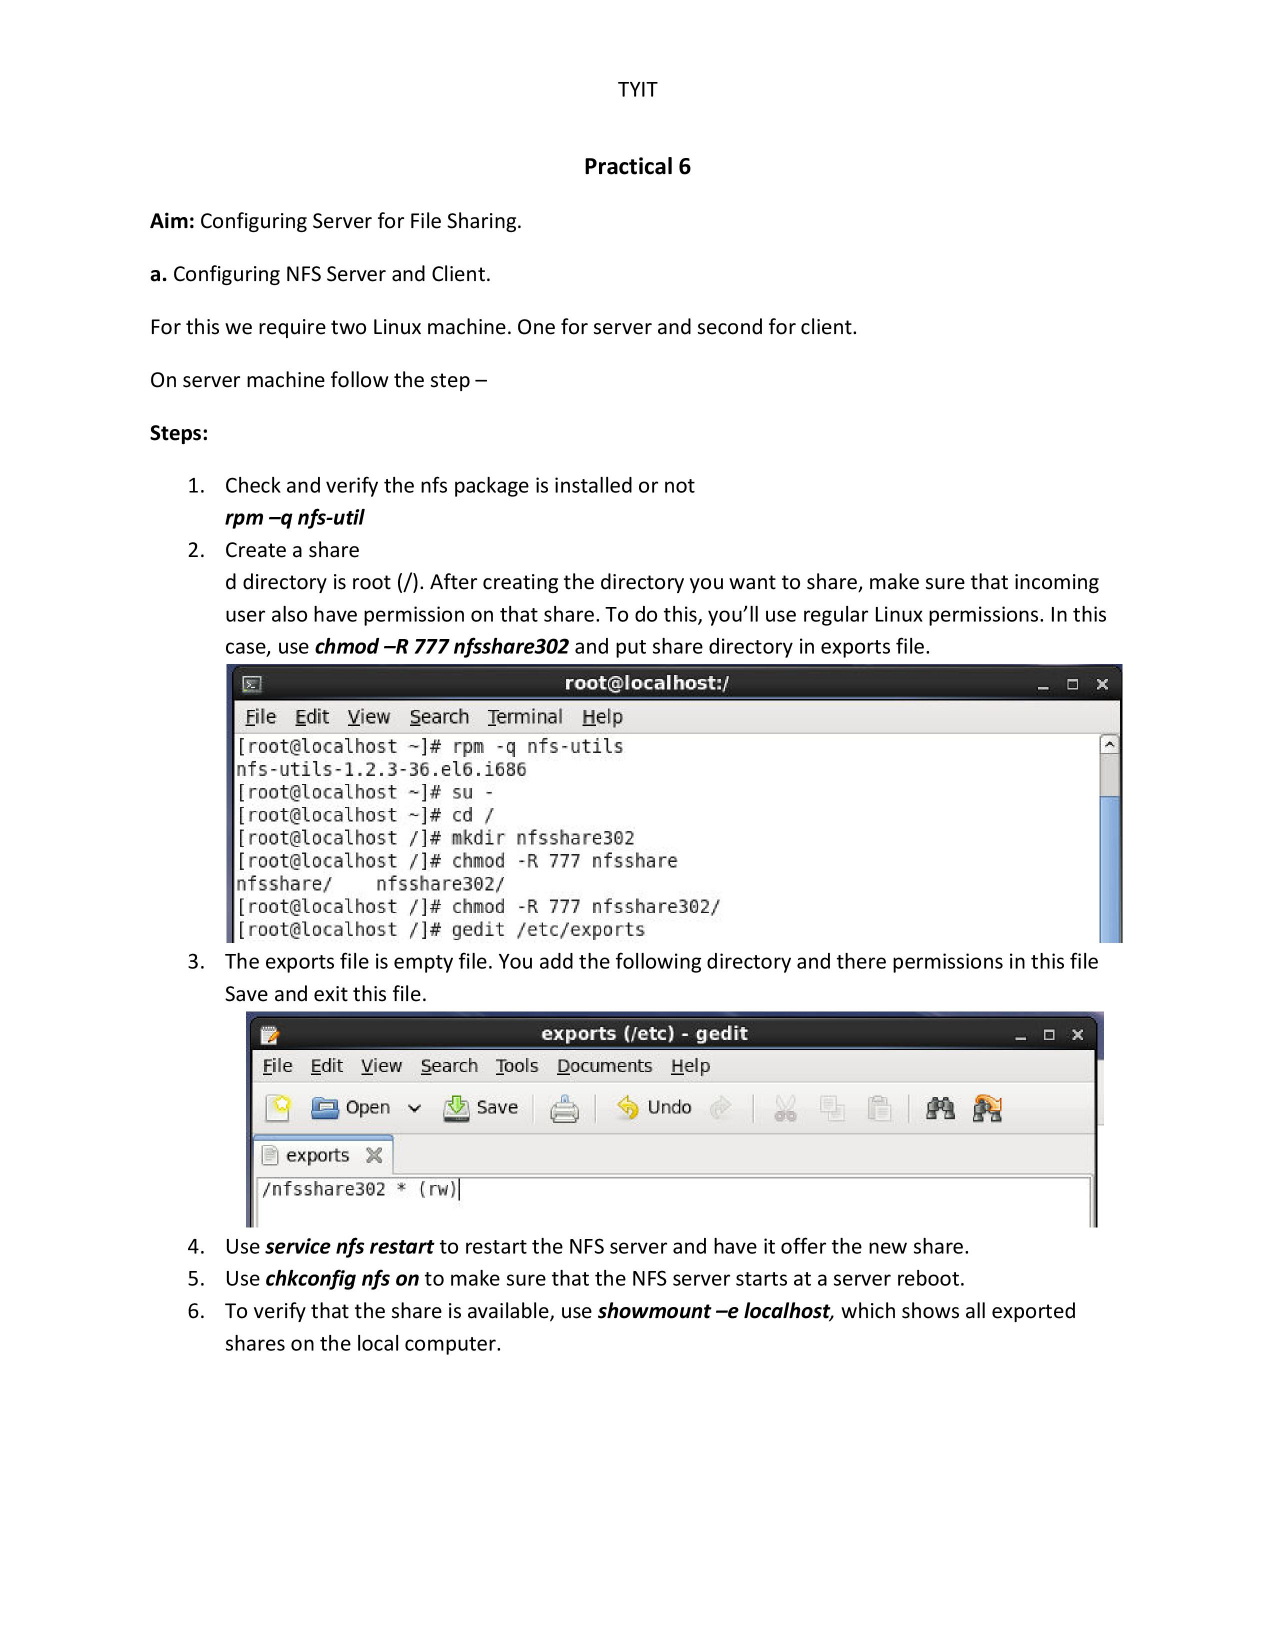 TYIT
Practical 6
Aim: Configuring Server for File Sharing.
a. Configuring NFS Server and Client.
For this we require two Linux machine. One for server and second for client.
On server machine follow the step –
Steps:
1. Check and verify the nfs package is installed or not
rpm –q nfs-util
2. Create a share
d directory is root (/). After creating the directory you want to share, make sure that incoming
user also have permission on that share. To do this, you’ll use regular Linux permissions. In this
case, use chmod –R 777 nfsshare302 and put share directory in exports file.
root@localhost:/
File Edit View Search Terminal Help
[root@localhost ~]# rpm -q nfs-utils
nfs-utils-1.2.3-36.el6.i686
[root@localhost ~]# su -
[root@localhost ~]# cd /
[root@localhost /]# mkdir nfsshare302
[root@localhost /]# chmod -R 777 nfsshare
nfsshare/    nfsshare302/
[root@localhost /]# chmod -R 777 nfsshare302/
[root@localhost /]# gedit /etc/exports
3. The exports file is empty file. You add the following directory and there permissions in this file
Save and exit this file.
exports (/etc) - gedit
File Edit View Search Tools Documents Help
Open Save Undo
exports
/nfsshare302 * (rw)
4. Use service nfs restart to restart the NFS server and have it offer the new share.
5. Use chkconfig nfs on to make sure that the NFS server starts at a server reboot.
6. To verify that the share is available, use showmount –e localhost, which shows all exported
shares on the local computer.